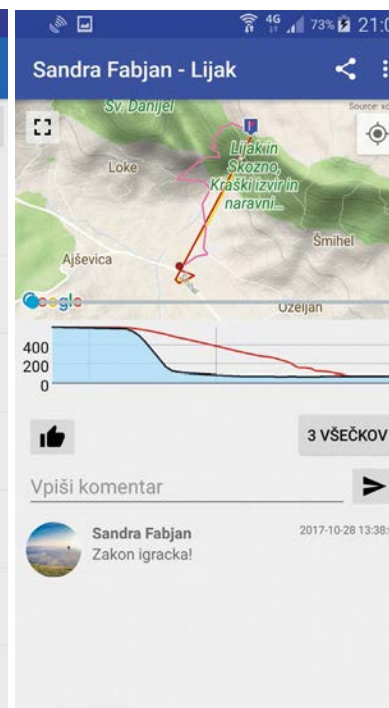 4G 73% 21:0
Sandra Fabjan - Lijak
Sv. Danijel
Source: xc
Loke
Lijak in
Skozno,
Kraški izvir in
naravni...
Šmihel
Ajševica
Google
Ozeljan
400
200
0
3 VŠEČKOV
Vpiši komentar
Sandra Fabjan
2017-10-28 13:38:
Zakon igracka!